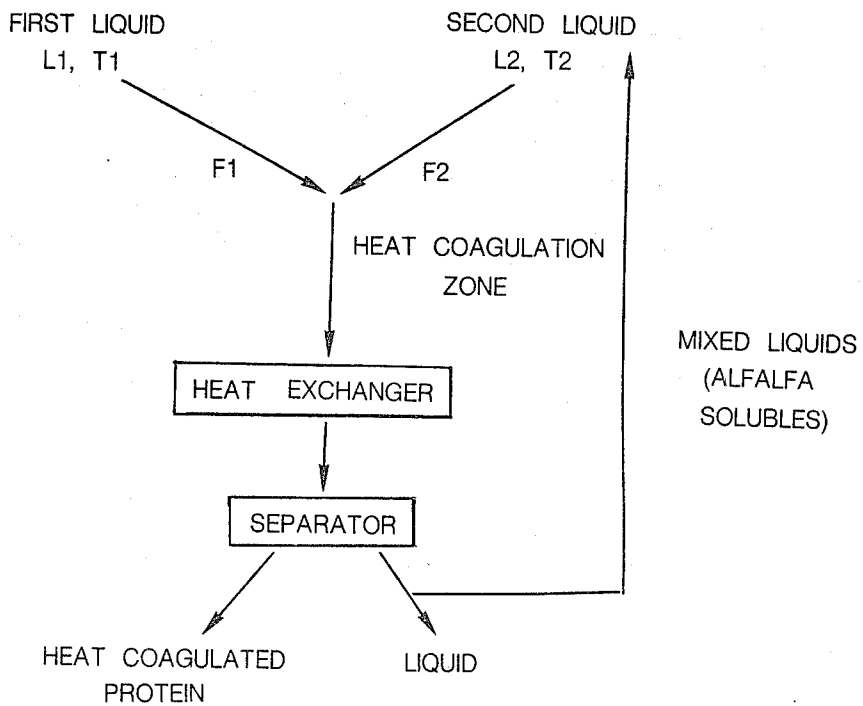 FIRST LIQUID
L1, T1
SECOND LIQUID
L2, T2
F1
F2
HEAT COAGULATION
ZONE
MIXED LIQUIDS
(ALFALFA
SOLUBLES)
HEAT EXCHANGER
SEPARATOR
HEAT COAGULATED
PROTEIN
LIQUID